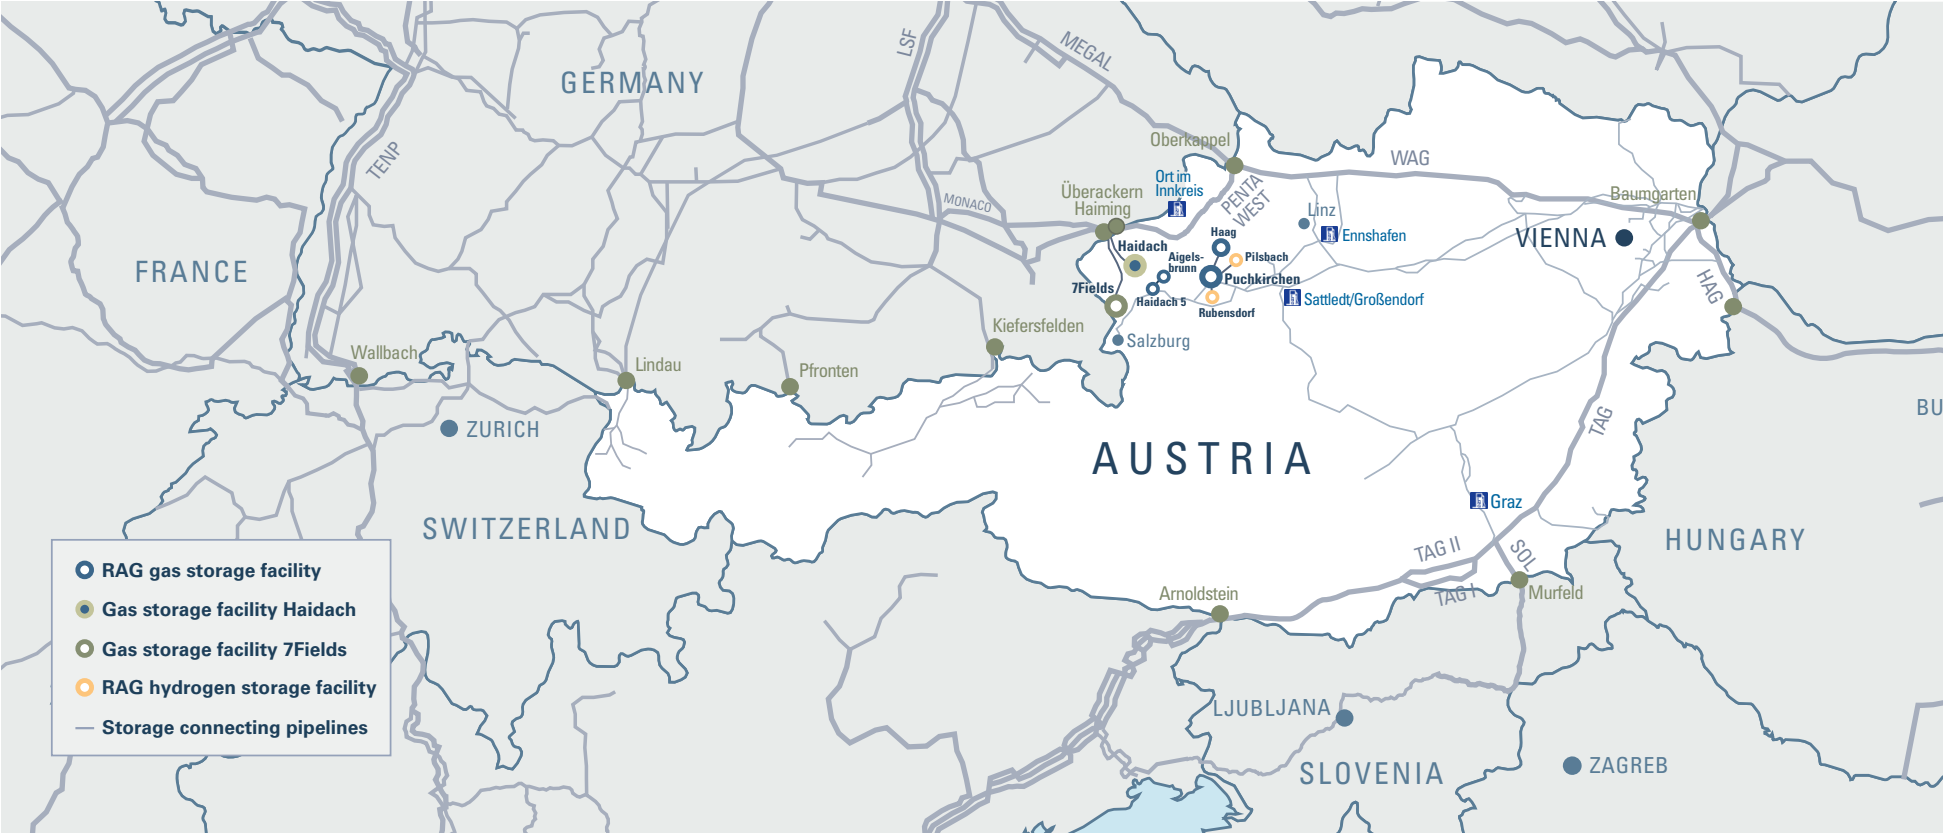 LSF
MEGAL
GERMANY
TENP
Oberkappel
WAG
Ort im
Innkreis
Überackern
Haiming
MONACO
PENTA
WEST
Baumgarten
Linz
Ennshafen
VIENNA
Haag
Haidach
Aigels-
brunn
Pilsbach
FRANCE
7Fields
Puchkirchen
HAG
Haidach 5
Rubensdorf
Sattledt/Großendorf
Kiefersfelden
Salzburg
Wallbach
Lindau
Pfronten
BU
TAG
ZURICH
AUSTRIA
Graz
SWITZERLAND
HUNGARY
TAG II
SOL
TAG I
Arnoldstein
Murfeld
RAG gas storage facility
Gas storage facility Haidach
Gas storage facility 7Fields
RAG hydrogen storage facility
Storage connecting pipelines
LJUBLJANA
SLOVENIA
ZAGREB